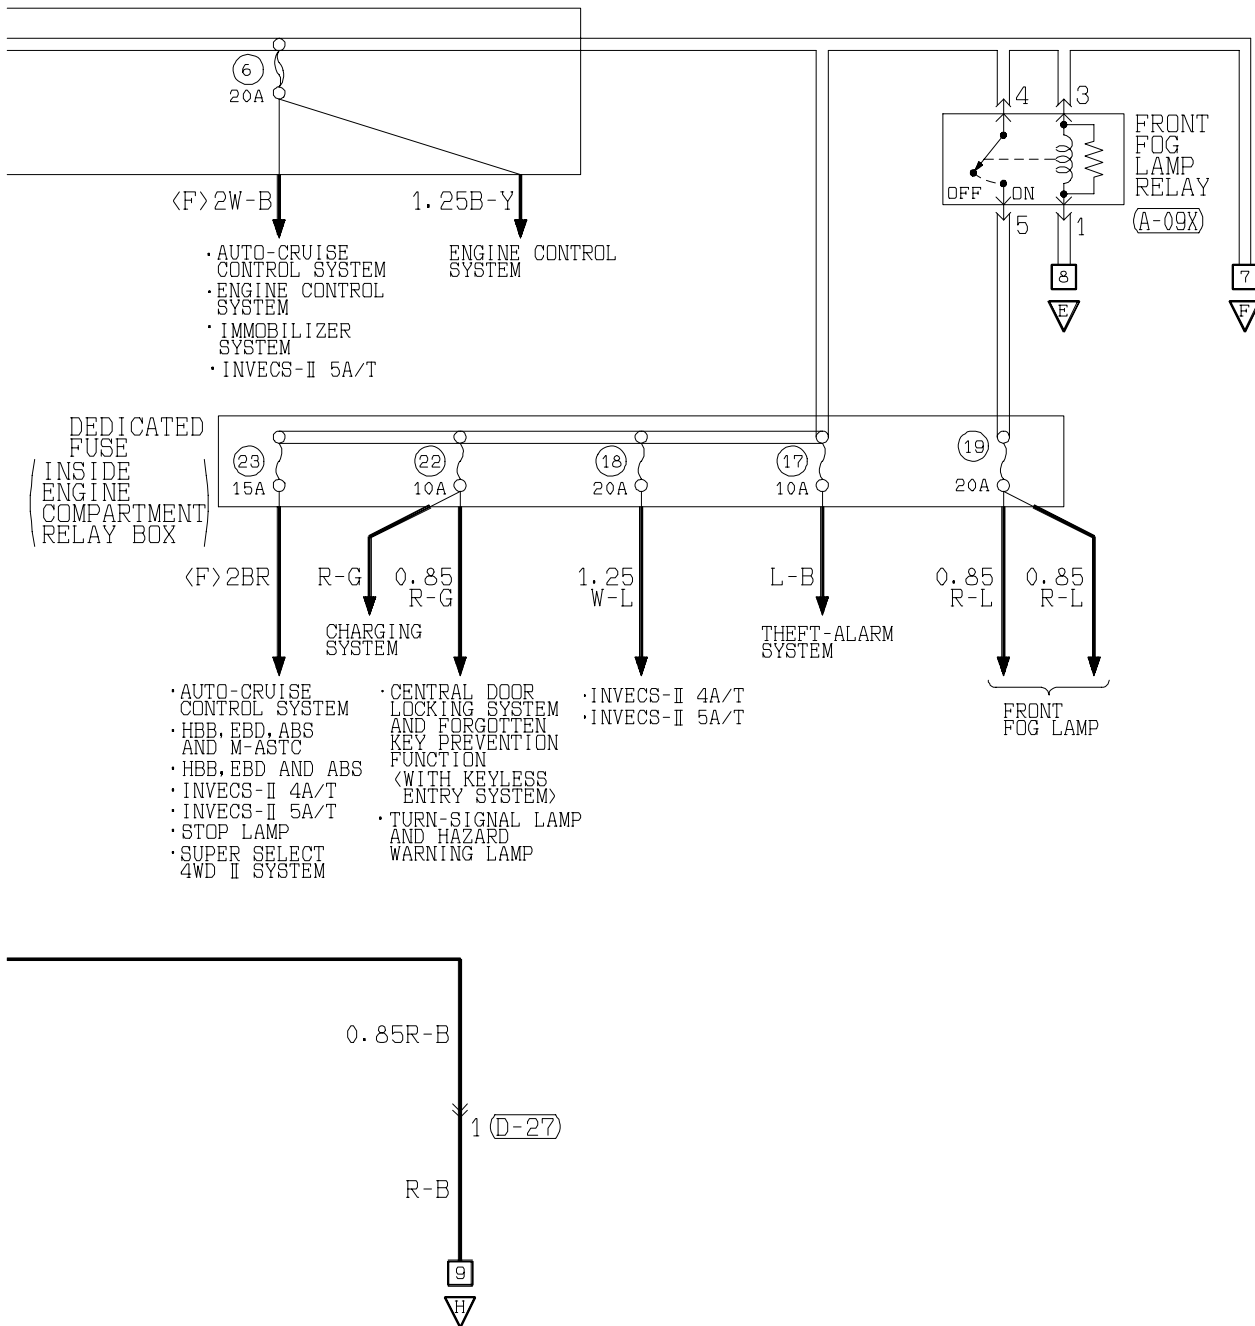 6
20A
4
3
FRONT
FOG
LAMP
RELAY
OFF
ON
(A-09X)
5
1
<F>2W-B
1.25B-Y
· AUTO-CRUISE
CONTROL SYSTEM
· ENGINE CONTROL
SYSTEM
· IMMOBILIZER
SYSTEM
· INVECS-Ⅱ 5A/T
ENGINE CONTROL
SYSTEM
8
E
7
F
DEDICATED
FUSE
(INSIDE
ENGINE
COMPARTMENT
RELAY BOX)
23
15A
22
10A
18
20A
17
10A
19
20A
<F>2BR
R-G
0.85
R-G
1.25
W-L
L-B
0.85
R-L
0.85
R-L
CHARGING
SYSTEM
THEFT-ALARM
SYSTEM
· AUTO-CRUISE
CONTROL SYSTEM
· HBB, EBD, ABS
AND M-ASTC
· HBB, EBD AND ABS
· INVECS-Ⅱ 4A/T
· INVECS-Ⅱ 5A/T
· STOP LAMP
· SUPER SELECT
4WD Ⅱ SYSTEM
· CENTRAL DOOR
LOCKING SYSTEM
AND FORGOTTEN
KEY PREVENTION
FUNCTION
<WITH KEYLESS
ENTRY SYSTEM>
· TURN-SIGNAL LAMP
AND HAZARD
WARNING LAMP
· INVECS-Ⅱ 4A/T
· INVECS-Ⅱ 5A/T
FRONT
FOG LAMP
0.85R-B
1 (D-27)
R-B
9
H